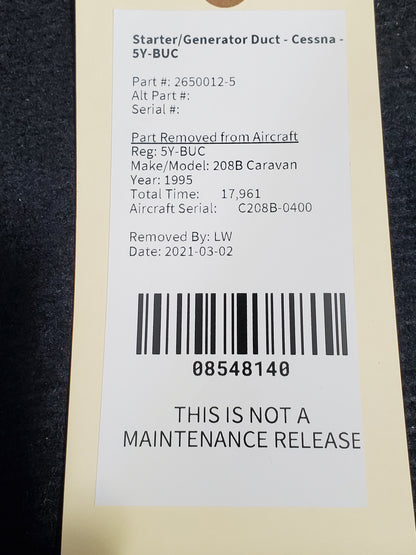 Starter/Generator Duct - Cessna -
5Y-BUC
Part #: 2650012-5
Alt Part #:
Serial #:
Part Removed from Aircraft
Reg: 5Y-BUC
Make/Model: 208B Caravan
Year: 1995
Total Time: 17,961
Aircraft Serial: C208B-0400
Removed By: LW
Date: 2021-03-02
08548140
THIS IS NOT A
MAINTENANCE RELEASE